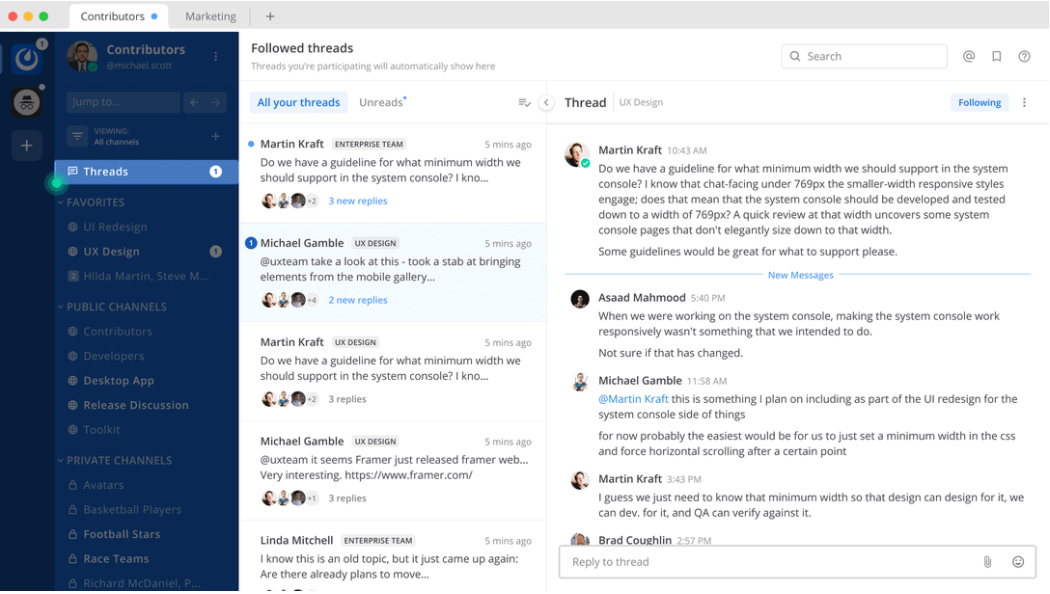 Contributors
Marketing
1
Contributors
@michael.scott
Jump to...
VIEWING:
All channels
Threads 1
FAVORITES
UI Redesign
UX Design 1
2 Hilda Martin, Steve M...
PUBLIC CHANNELS
Contributors
Developers
Desktop App
Release Discussion
Toolkit
PRIVATE CHANNELS
Avatars
Basketball Players
Football Stars
Race Teams
Richard McDaniel, P...
Followed threads
Threads you're participating will automatically show here
Search
All your threads Unreads
Martin Kraft ENTERPRISE TEAM 5 mins ago
Do we have a guideline for what minimum width we
should support in the system console? I kno...
+2 3 new replies
1 Michael Gamble UX DESIGN 5 mins ago
@uxteam take a look at this - took a stab at bringing
elements from the mobile gallery...
+4 2 new replies
Martin Kraft UX DESIGN 5 mins ago
Do we have a guideline for what minimum width we
should support in the system console? I kno...
+2 3 replies
Michael Gamble UX DESIGN 5 mins ago
@uxteam it seems Framer just released framer web...
Very interesting. https://www.framer.com/
+1 3 replies
Linda Mitchell ENTERPRISE TEAM 5 mins ago
I know this is an old topic, but it just came up again:
Are there already plans to move...
Thread UX Design Following
Martin Kraft 10:43 AM
Do we have a guideline for what minimum width we should support in the system
console? I know that chat-facing under 769px the smaller-width responsive styles
engage; does that mean that the system console should be developed and tested
down to a width of 769px? A quick review at that width uncovers some system
console pages that don't elegantly size down to that width.
Some guidelines would be great for what to support please.
New Messages
Asaad Mahmood 5:40 PM
When we were working on the system console, making the system console work
responsively wasn't something that we intended to do.
Not sure if that has changed.
Michael Gamble 11:58 AM
@Martin Kraft this is something I plan on including as part of the UI redesign for the
system console side of things
for now probably the easiest would be for us to just set a minimum width in the css
and force horizontal scrolling after a certain point
Martin Kraft 3:43 PM
I guess we just need to know that minimum width so that design can design for it, we
can dev. for it, and QA can verify against it.
Brad Coughlin 2:57 PM
Reply to thread